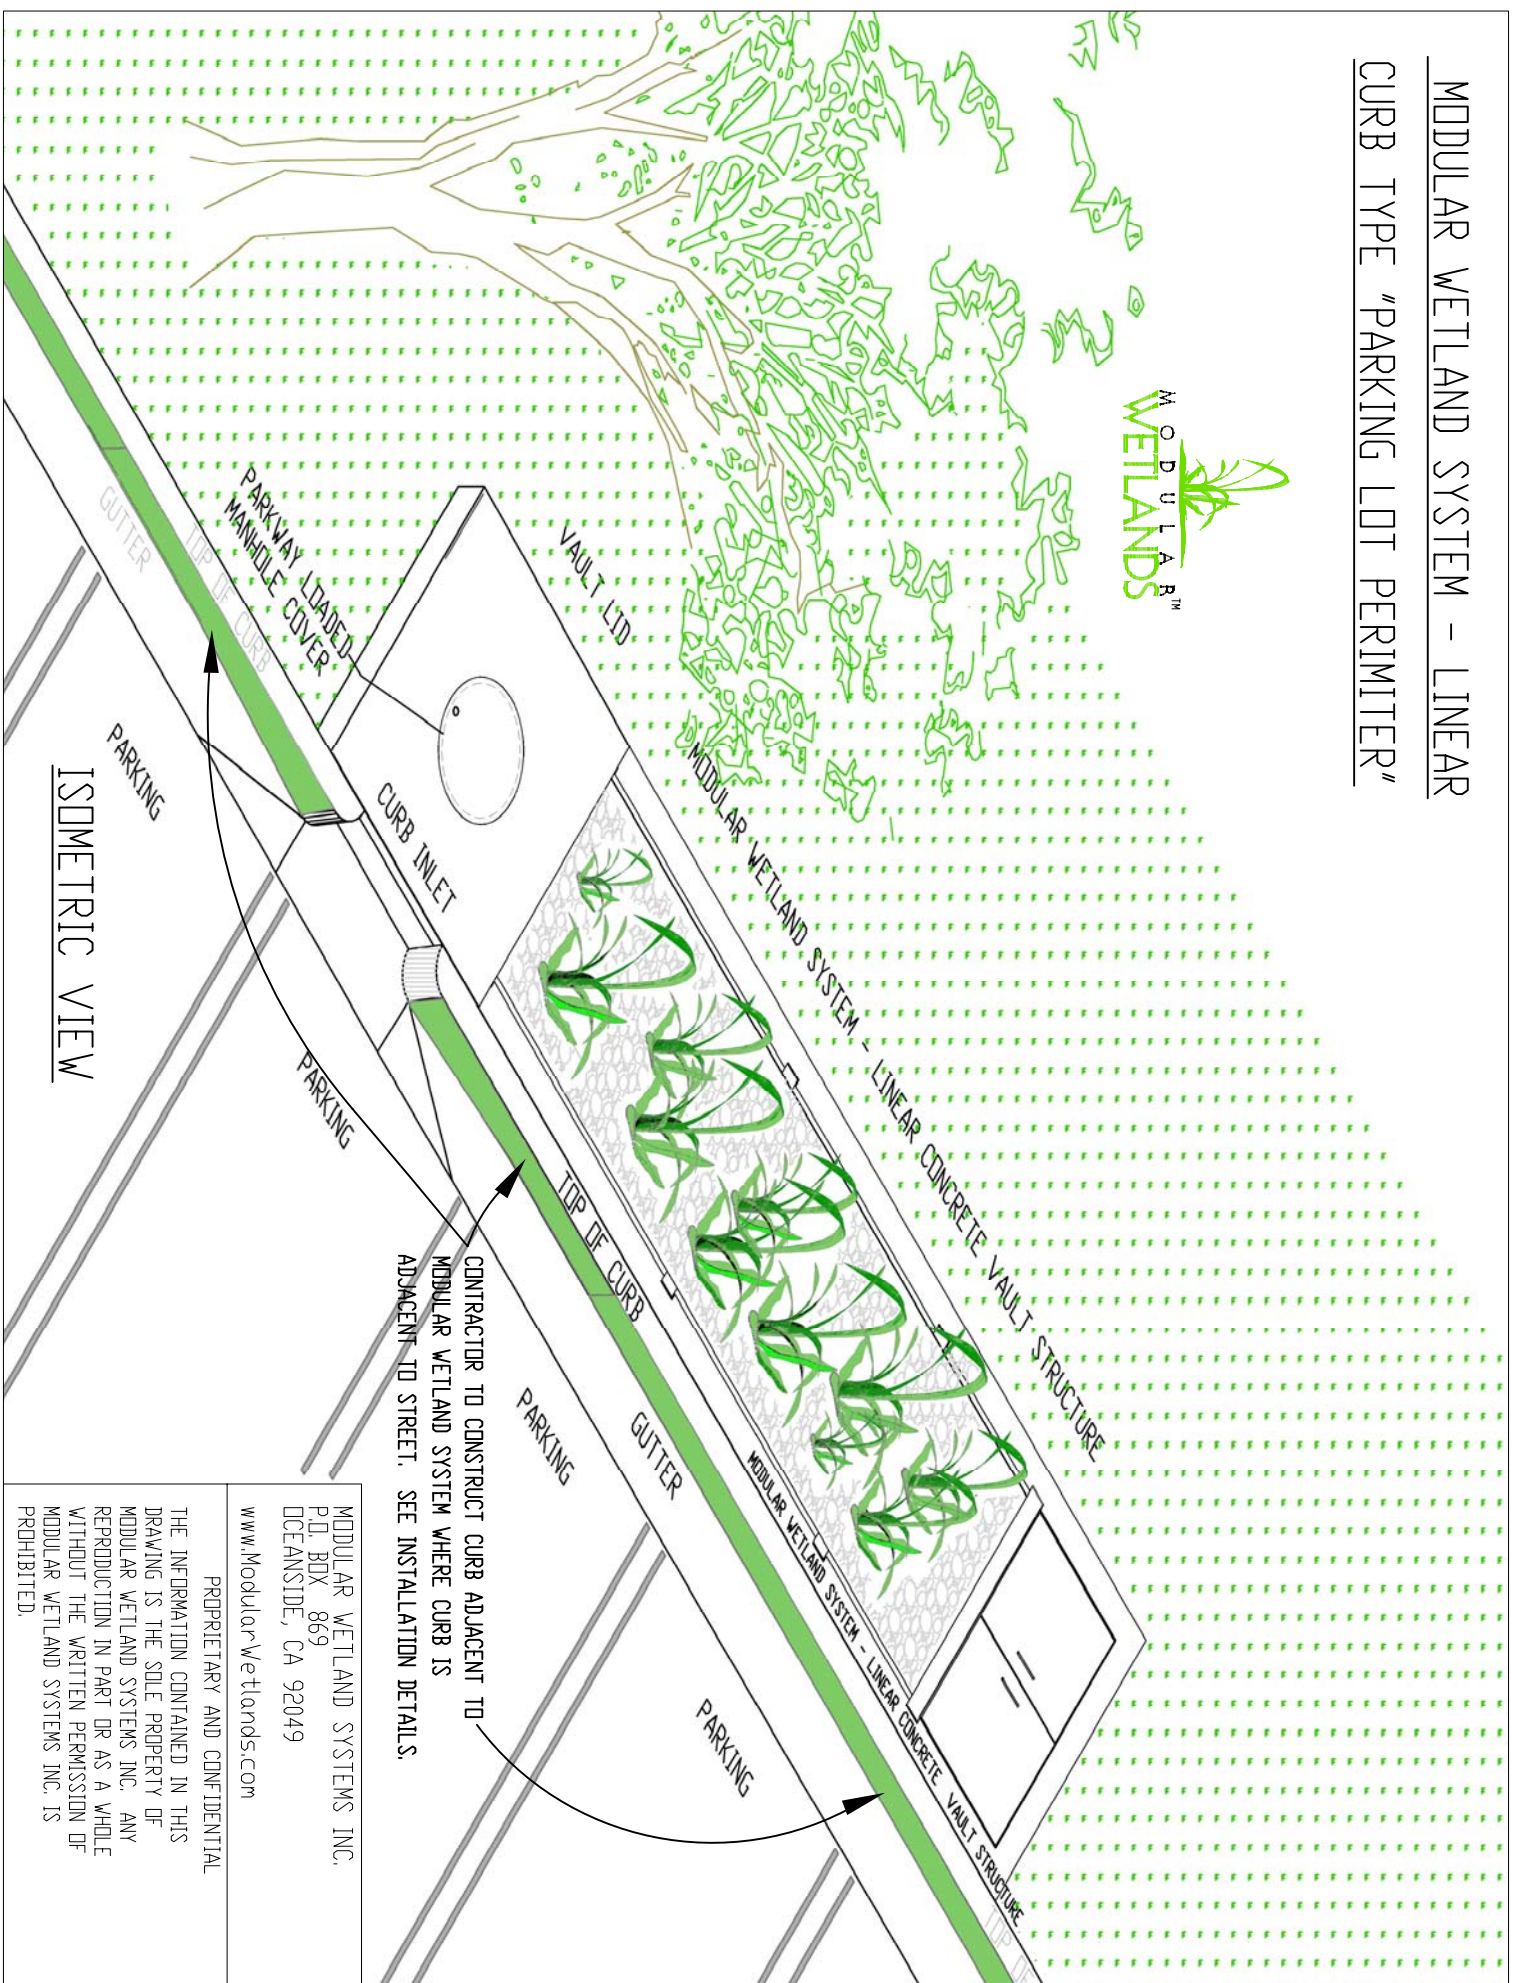 MODULAR WETLAND SYSTEM - LINEAR
CURB TYPE "PARKING LOT PERIMITER"
MODULAR™
WETLANDS
VAULT LID
PARKWAY LOADED
MANHOLE COVER
MODULAR WETLAND SYSTEM - LINEAR CONCRETE VAULT STRUCTURE
TOP OF CURB
GUTTER
CURB INLET
PARKING
PARKING
TOP OF CURB
GUTTER
MODULAR WETLAND SYSTEM - LINEAR CONCRETE VAULT STRUCTURE
TOP OF
PARKING
PARKING
CONTRACTOR TO CONSTRUCT CURB ADJACENT TO
MODULAR WETLAND SYSTEM WHERE CURB IS
ADJACENT TO STREET. SEE INSTALLATION DETAILS.
ISOMETRIC VIEW
MODULAR WETLAND SYSTEMS INC.
P.O. BOX 869
OCEANSIDE, CA 92049
www.ModularWetlands.com
PROPRIETARY AND CONFIDENTIAL
THE INFORMATION CONTAINED IN THIS
DRAWING IS THE SOLE PROPERTY OF
MODULAR WETLAND SYSTEMS INC. ANY
REPRODUCTION IN PART OR AS A WHOLE
WITHOUT THE WRITTEN PERMISSION OF
MODULAR WETLAND SYSTEMS INC. IS
PROHIBITED.